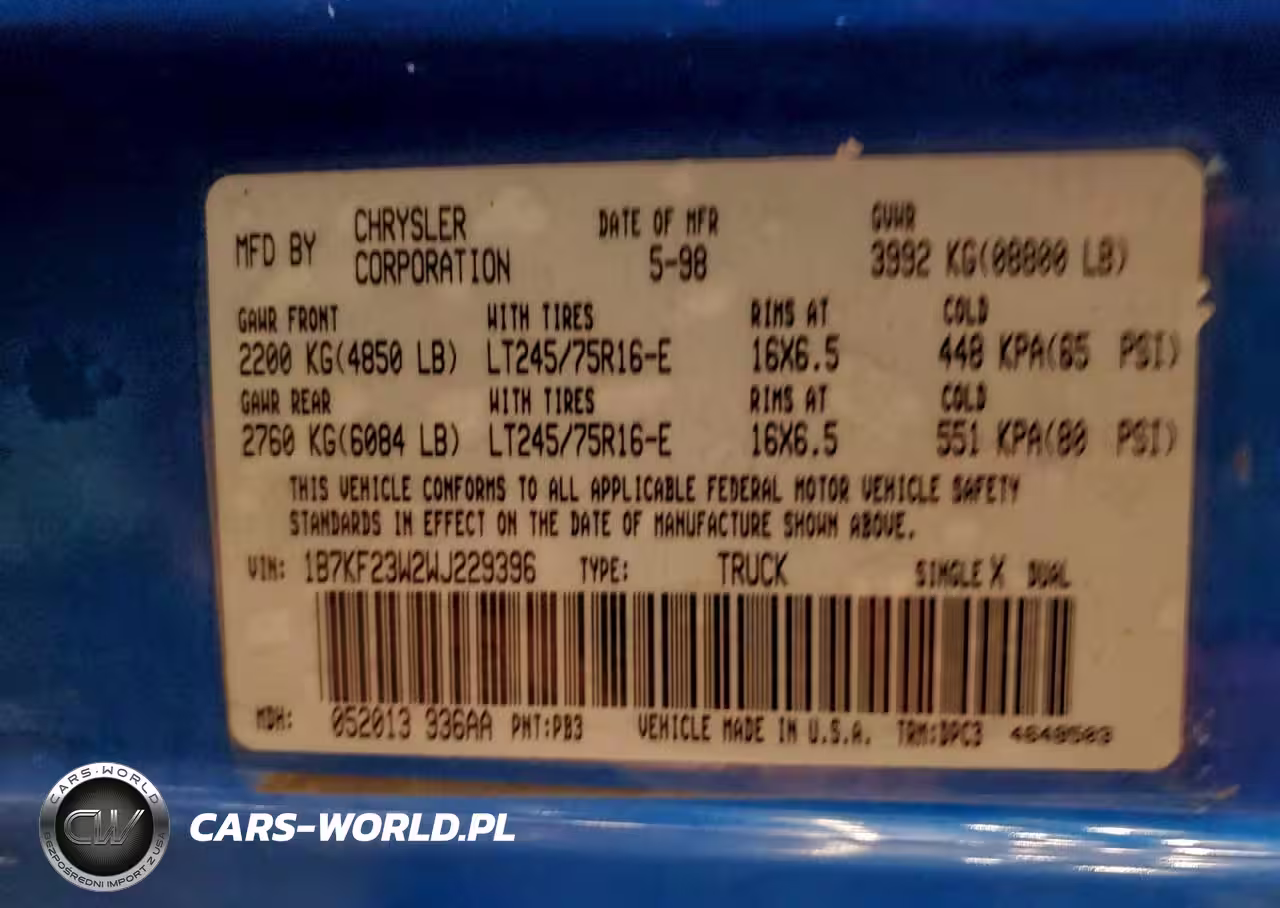 MFD BY CHRYSLER CORPORATION DATE OF MFR 5-98 GVWR 3992 KG(08800 LB)
GAWR FRONT WITH TIRES RIMS AT COLD
2200 KG(4850 LB) LT245/75R16-E 16X6.5 448 KPA(65 PSI)
GAWR REAR WITH TIRES RIMS AT COLD
2760 KG(6084 LB) LT245/75R16-E 16X6.5 551 KPA(80 PSI)
THIS VEHICLE CONFORMS TO ALL APPLICABLE FEDERAL MOTOR VEHICLE SAFETY
STANDARDS IN EFFECT ON THE DATE OF MANUFACTURE SHOWN ABOVE.
VIN: 1B7KF23W2WJ229396 TYPE: TRUCK SINGLE X DUAL
MDH: 052013 936AA PNT:PB3 VEHICLE MADE IN U.S.A. TRM:DPC3
CARS-WORLD
CW
BEZPOŚREDNI IMPORT Z USA
CARS-WORLD.PL